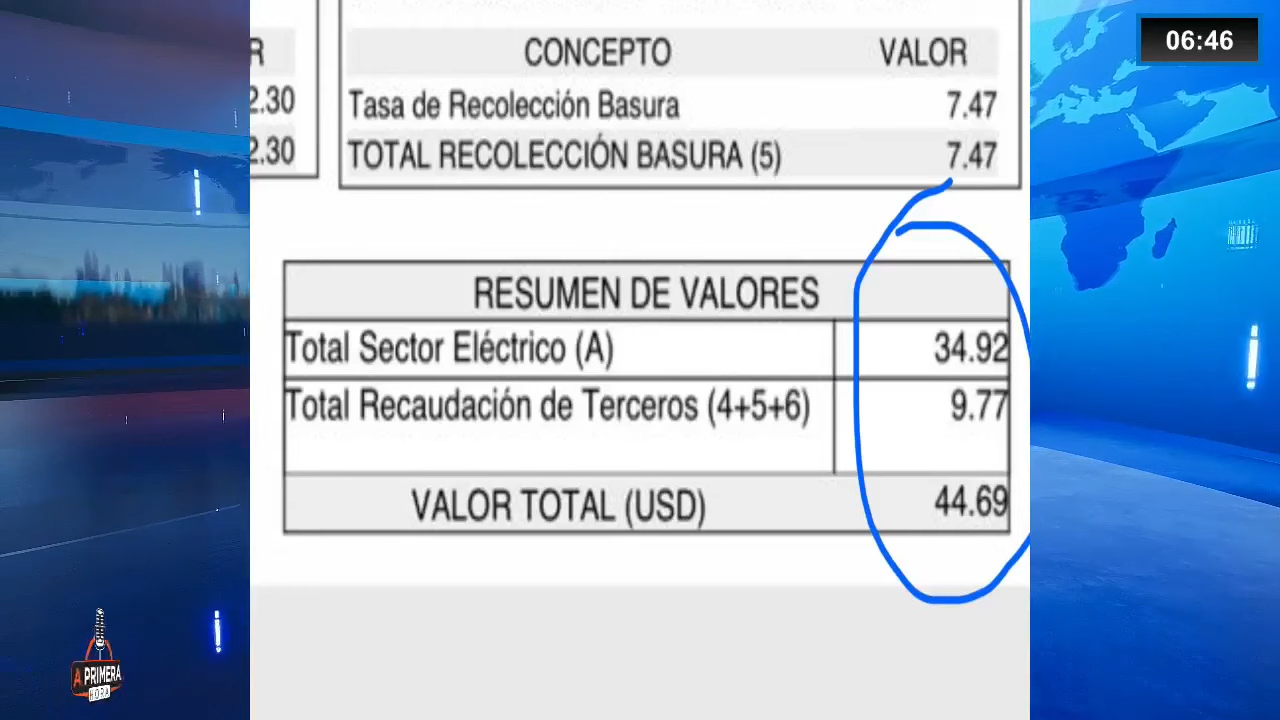 06:46
R
CONCEPTO VALOR
2.30
Tasa de Recolección Basura 7.47
2.30
TOTAL RECOLECCIÓN BASURA (5) 7.47
RESUMEN DE VALORES
Total Sector Eléctrico (A) 34.92
Total Recaudación de Terceros (4+5+6) 9.77
VALOR TOTAL (USD) 44.69
A PRIMERA
HORA